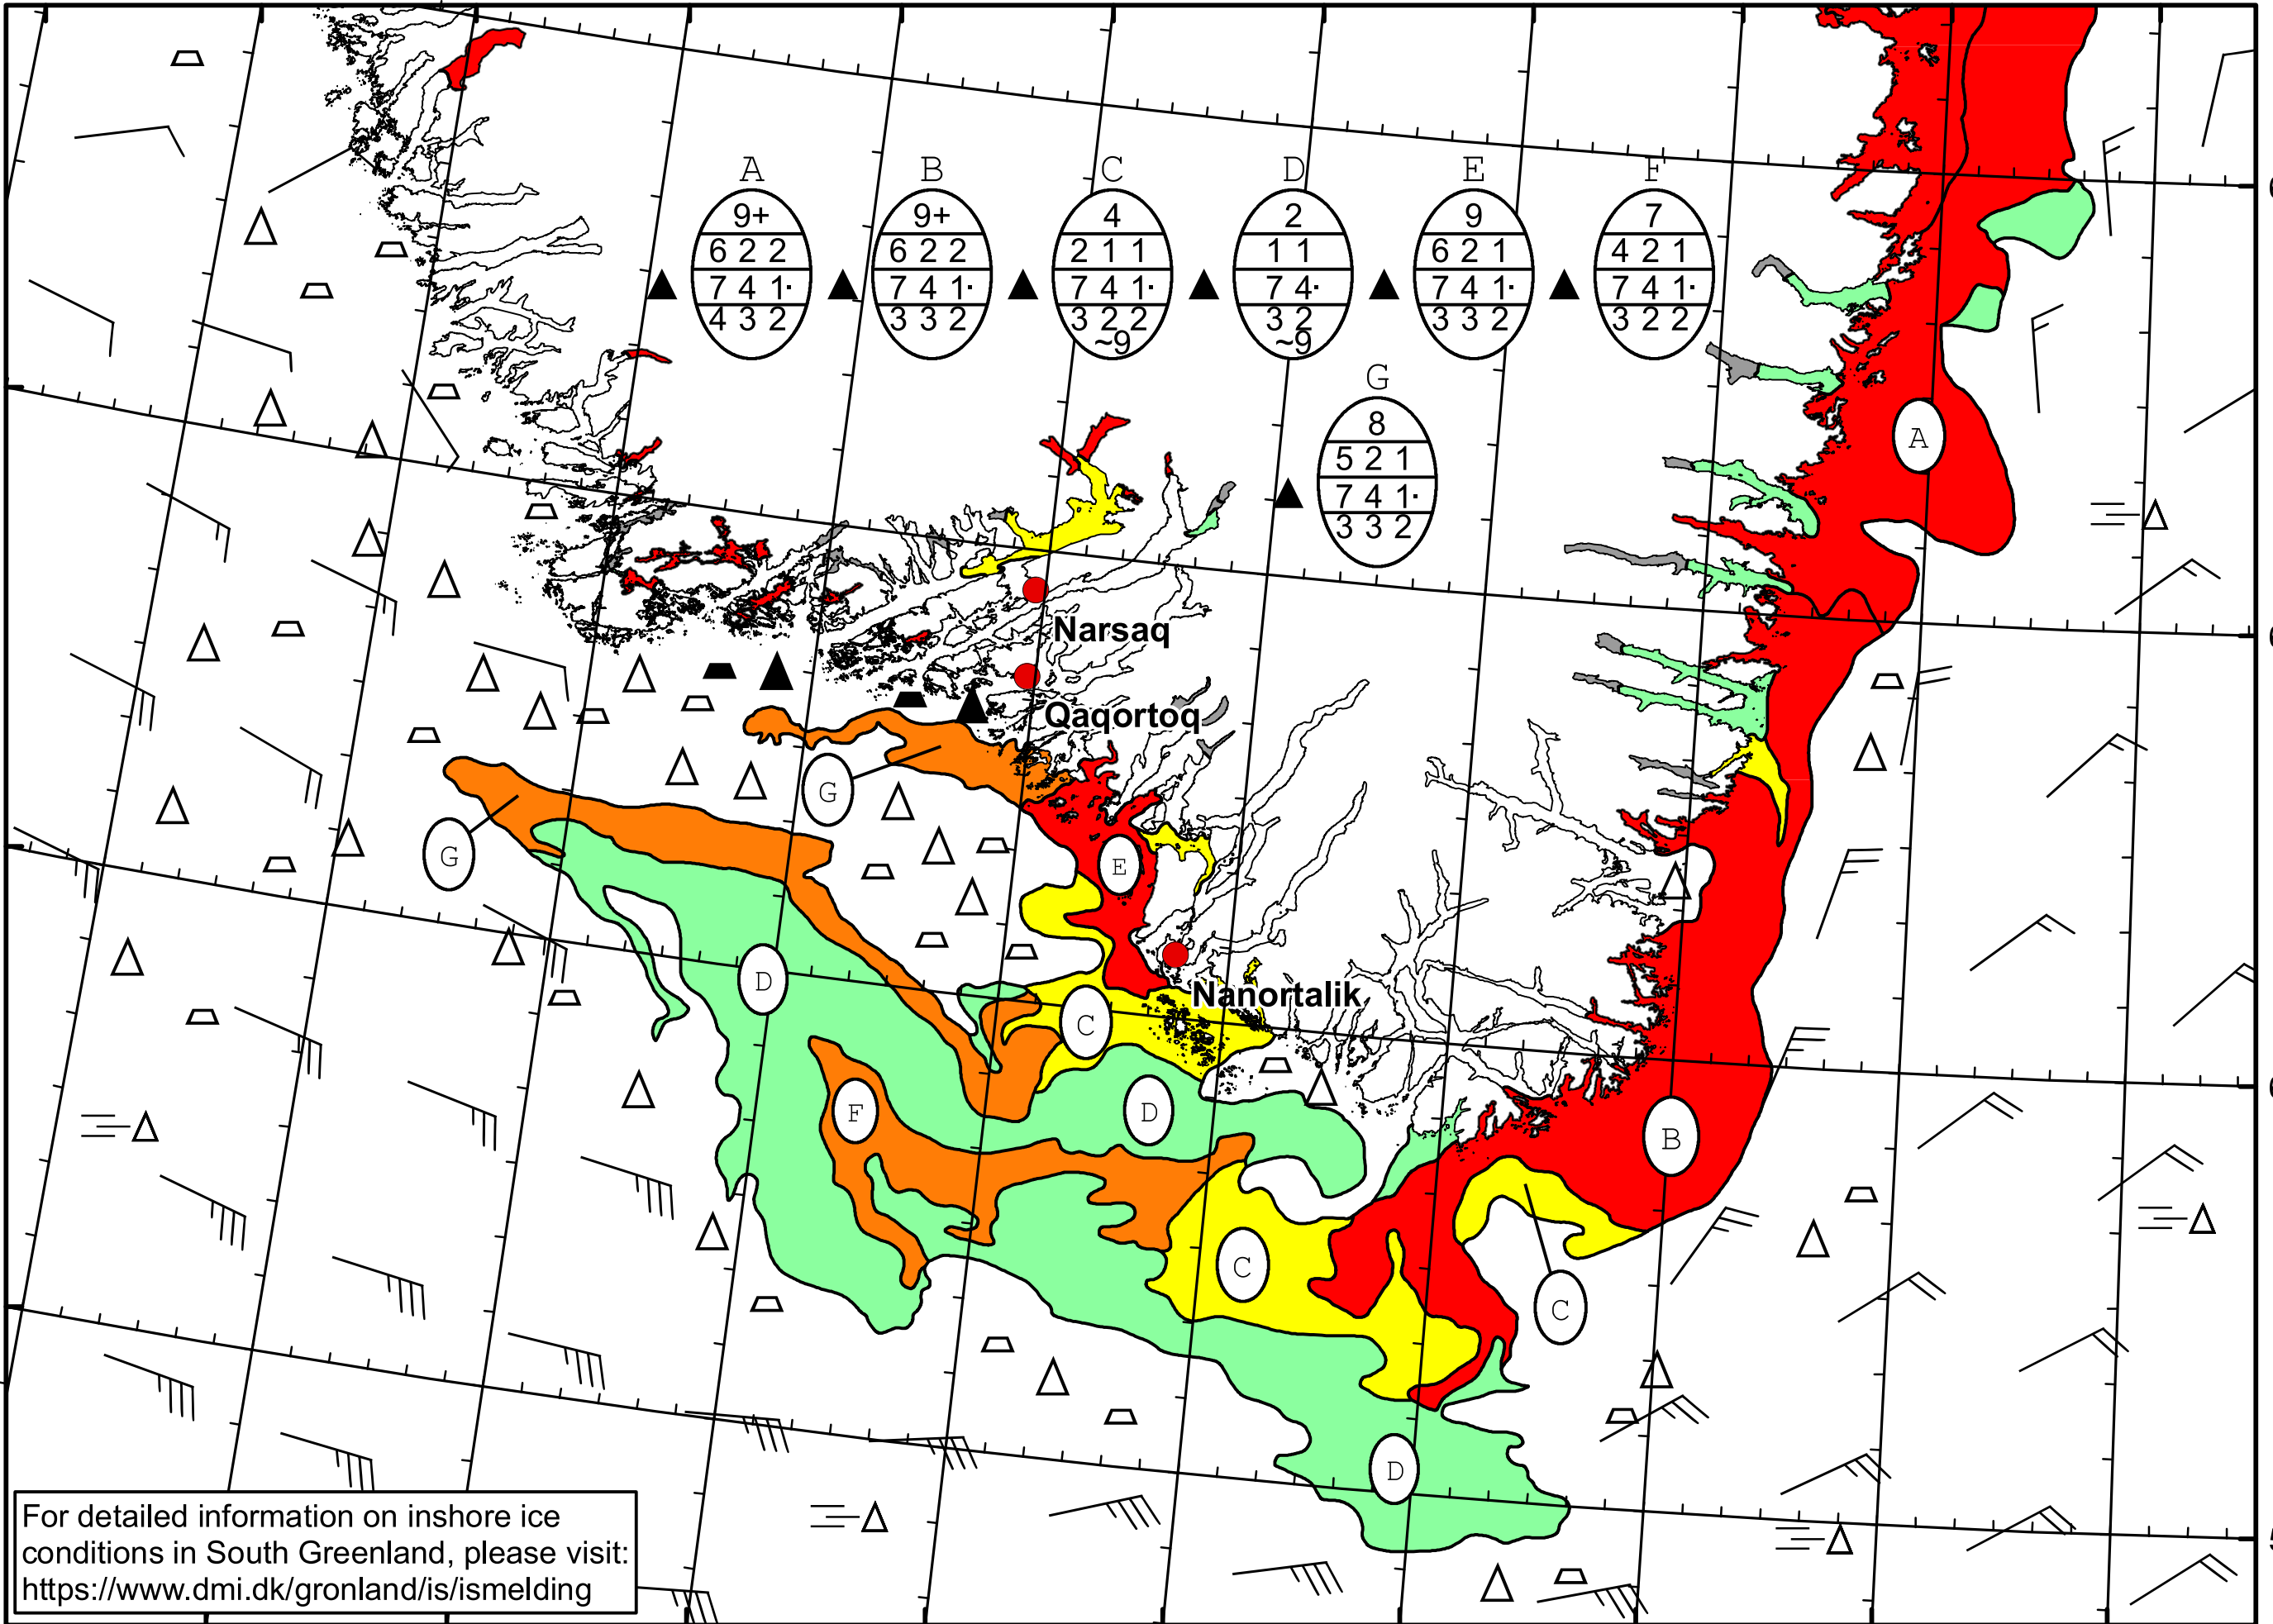 A B C D E F
9+ 9+ 4 2 9 7
6 2 2 6 2 2 2 1 1 1 1 6 2 1 4 2 1
7 4 1· 7 4 1· 7 4 1· 7 4· 7 4 1· 7 4 1·
4 3 2 3 3 2 3 2 2 3 2 3 3 2 3 2 2
~9 ~9
G
8
5 2 1
7 4 1·
3 3 2
A
Narsaq
Qaqortoq
G
G
E
D
Nanortalik
C
F
D
B
C
C
D
For detailed information on inshore ice
conditions in South Greenland, please visit:
https://www.dmi.dk/gronland/is/ismelding